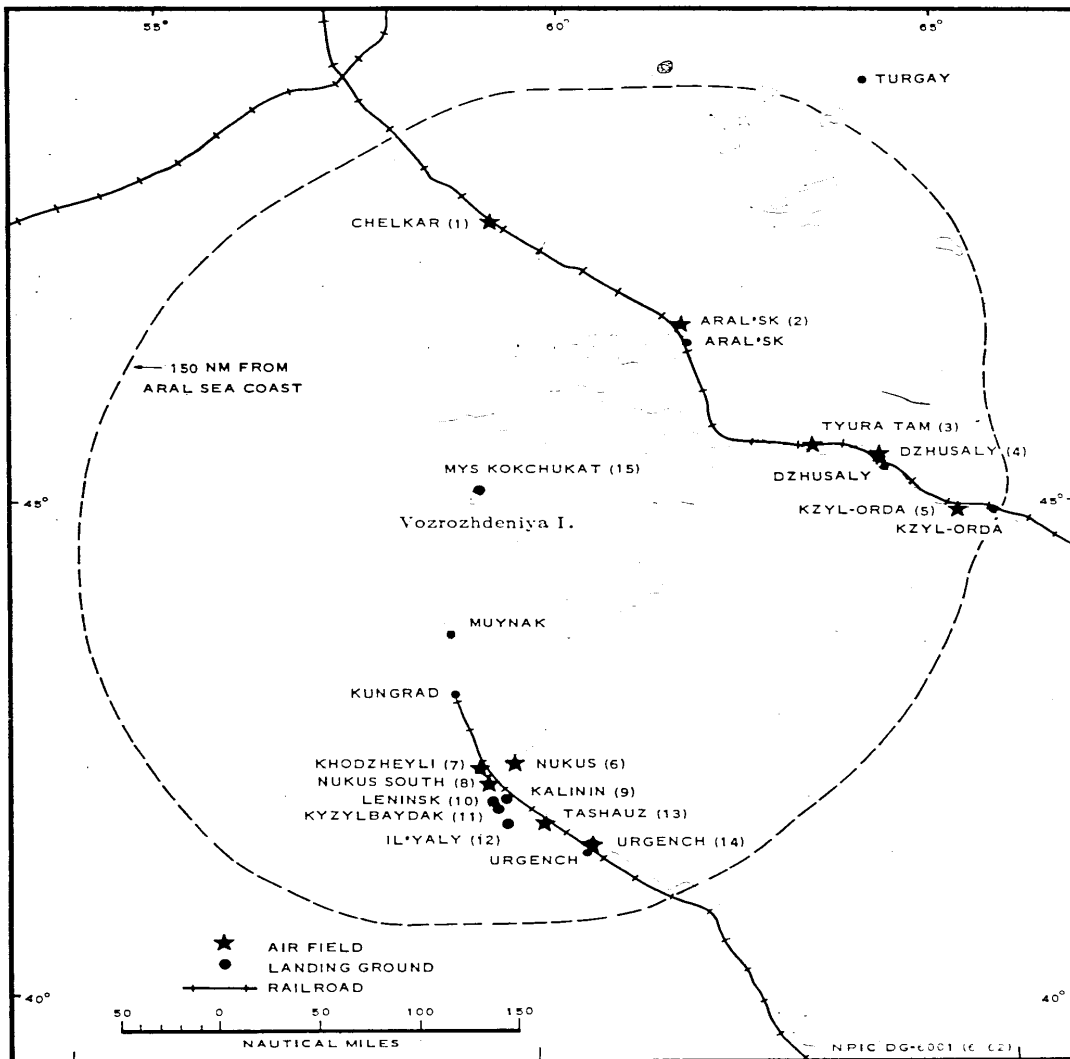 55°
60°
65°
TURGAY
CHELKAR (1)
ARAL'SK (2)
ARAL'SK
150 NM FROM
ARAL SEA COAST
TYURA TAM (3)
DZHUSALY (4)
DZHUSALY
MYS KOKCHUKAT (15)
45°
45°
KZYL-ORDA (5)
KZYL-ORDA
Vozrozhdeniya I.
MUYNAK
KUNGRAD
KHODZHEYLI (7)
NUKUS (6)
NUKUS SOUTH (8)
KALININ (9)
LENINSK (10)
KYZYLBAYDAK (11)
TASHAUZ (13)
IL'YALY (12)
URGENCH (14)
URGENCH
AIR FIELD
LANDING GROUND
RAILROAD
40°
40°
50 0 50 100 150
NAUTICAL MILES
NPIC DG-6001 (6/62)